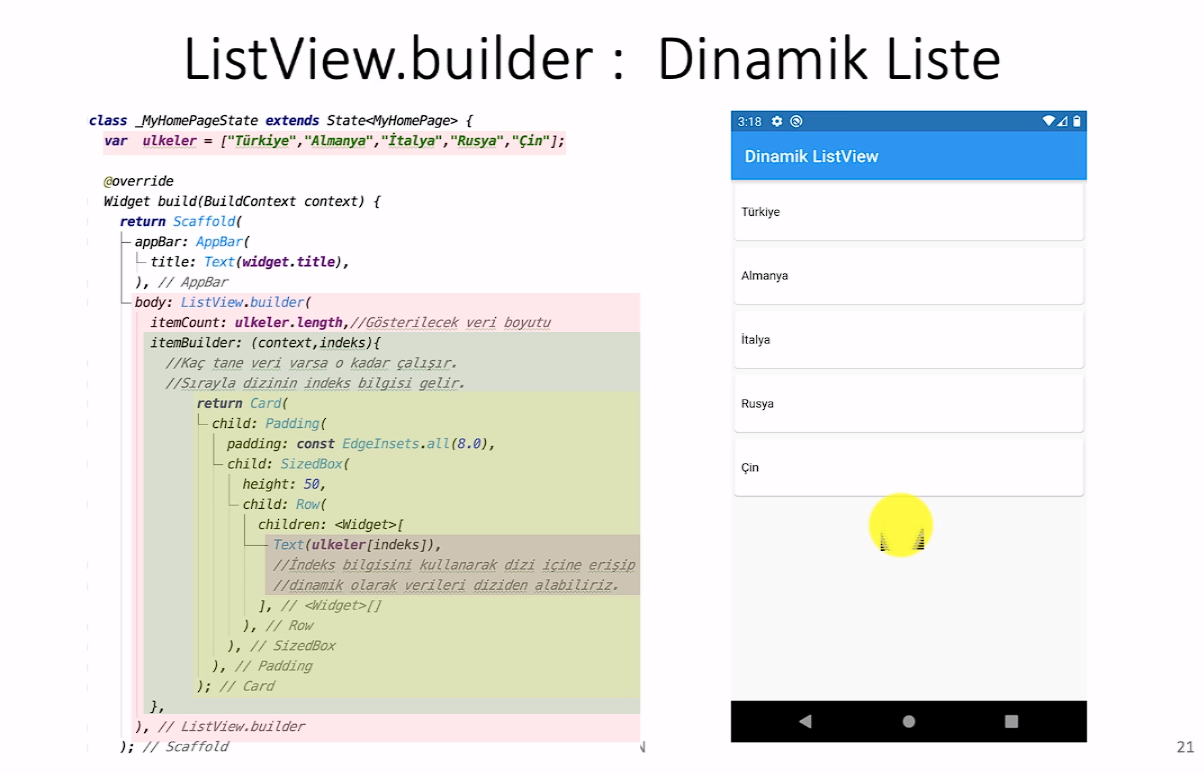 ListView.builder : Dinamik Liste
class _MyHomePageState extends State<MyHomePage> {
var ulkeler = ["Türkiye","Almanya","İtalya","Rusya","Çin"];
@override
Widget build(BuildContext context) {
return Scaffold(
appBar: AppBar(
title: Text(widget.title),
), // AppBar
body: ListView.builder(
itemCount: ulkeler.length,//Gösterilecek veri boyutu
itemBuilder: (context,indeks){
//Kaç tane veri varsa o kadar çalışır.
//Sırayla dizinin indeks bilgisi gelir.
return Card(
child: Padding(
padding: const EdgeInsets.all(8.0),
child: SizedBox(
height: 50,
child: Row(
children: <Widget>[
Text(ulkeler[indeks]),
//İndeks bilgisini kullanarak dizi içine erişip
//dinamik olarak verileri diziden alabiliriz.
], // <Widget>[]
), // Row
), // SizedBox
), // Padding
); // Card
},
), // ListView.builder
); // Scaffold
3:18
Dinamik ListView
Türkiye
Almanya
İtalya
Rusya
Çin
21